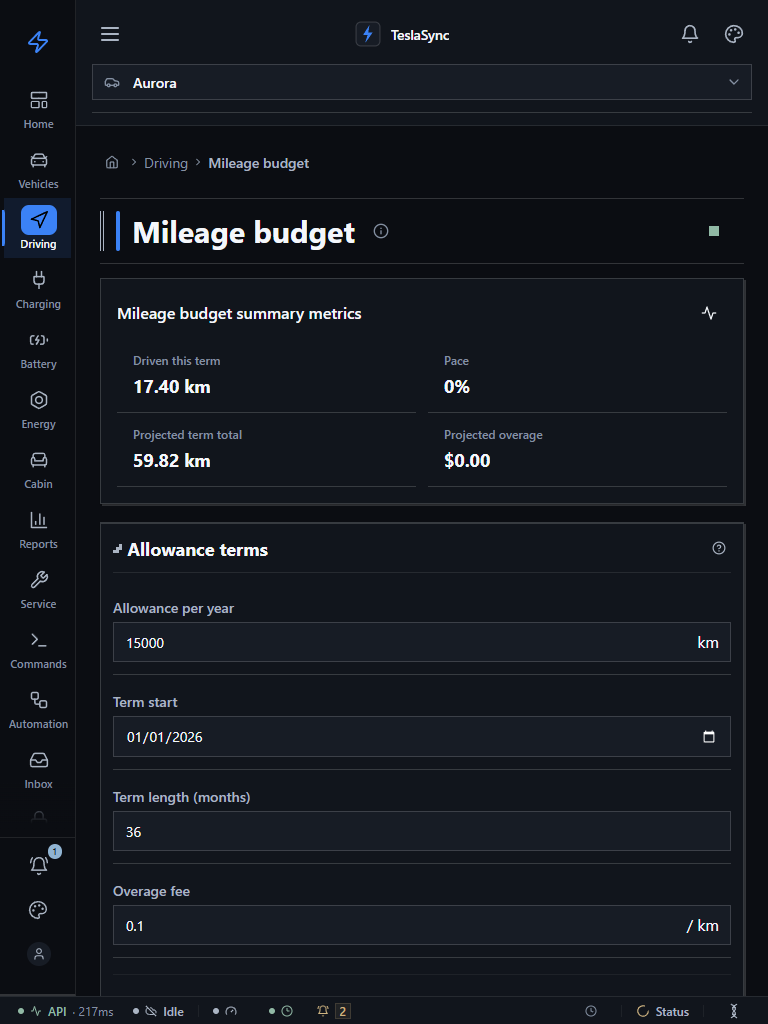 TeslaSync
Aurora
Home
Vehicles
Driving
Charging
Battery
Energy
Cabin
Reports
Service
Commands
Automation
Inbox
1
Driving
Mileage budget
Mileage budget
Mileage budget summary metrics
Driven this term
17.40 km
Pace
0%
Projected term total
59.82 km
Projected overage
$0.00
Allowance terms
Allowance per year
15000 km
Term start
01/01/2026
Term length (months)
36
Overage fee
0.1 / km
API · 217ms
Idle
2
Status